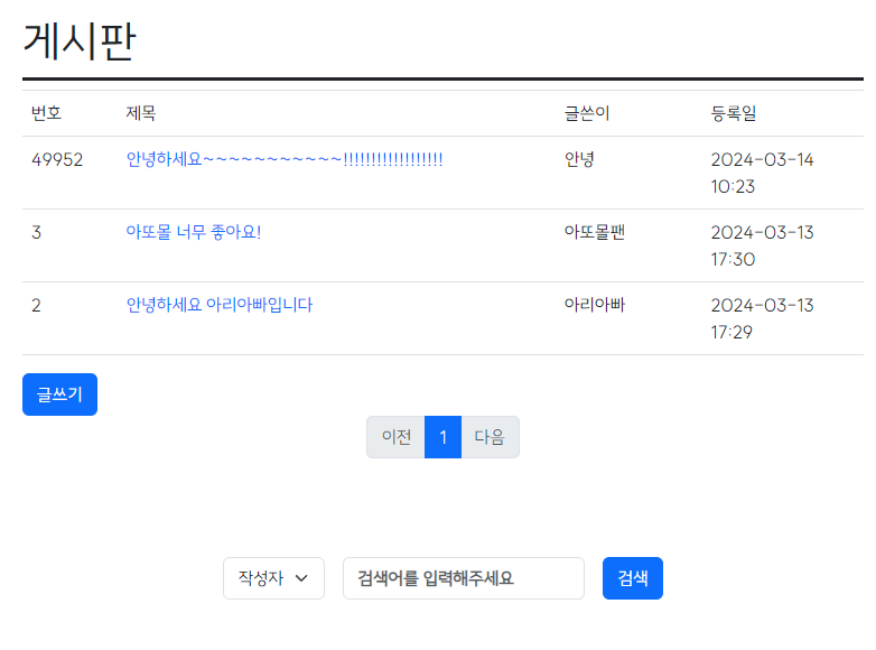 게시판
번호 제목 글쓴이 등록일
49952 안녕하세요~~~~~~~~~~~!!!!!!!!!!!!!!!!!! 안녕 2024-03-14
10:23
3 아또몰 너무 좋아요! 아또몰팬 2024-03-13
17:30
2 안녕하세요 아리아빠입니다 아리아빠 2024-03-13
17:29
글쓰기
이전 1 다음
작성자 검색어를 입력해주세요 검색